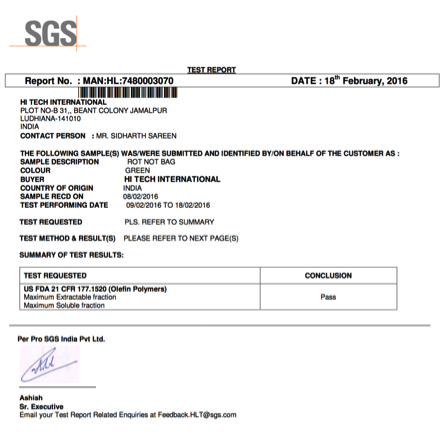 SGS
TEST REPORT
Report No. : MAN:HL:7480003070 DATE : 18th February, 2016
HI TECH INTERNATIONAL
PLOT NO-B 31,, BEANT COLONY JAMALPUR
LUDHIANA-141010
INDIA
CONTACT PERSON : MR. SIDHARTH SAREEN
THE FOLLOWING SAMPLE(S) WAS/WERE SUBMITTED AND IDENTIFIED BY/ON BEHALF OF THE CUSTOMER AS :
SAMPLE DESCRIPTION ROT NOT BAG
COLOUR GREEN
BUYER HI TECH INTERNATIONAL
COUNTRY OF ORIGIN INDIA
SAMPLE RECD ON 08/02/2016
TEST PERFORMING DATE 09/02/2016 TO 18/02/2016
TEST REQUESTED PLS. REFER TO SUMMARY
TEST METHOD & RESULT(S) PLEASE REFER TO NEXT PAGE(S)
SUMMARY OF TEST RESULTS:
TEST REQUESTED CONCLUSION
US FDA 21 CFR 177.1520 (Olefin Polymers)
Maximum Extractable fraction Pass
Maximum Soluble fraction
Per Pro SGS India Pvt Ltd.
Ashish
Sr. Executive
Email your Test Report Related Enquiries at Feedback.HLT@sgs.com